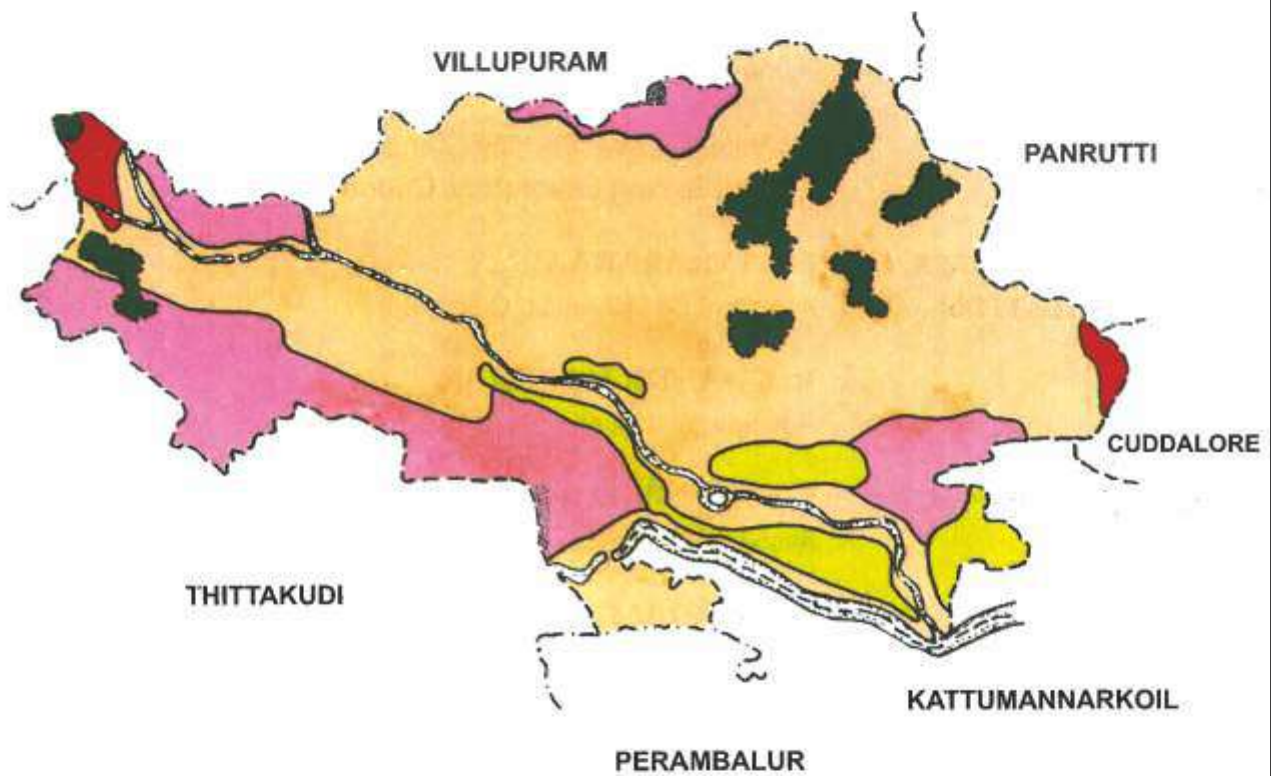 VILLUPURAM
PANRUTTI
CUDDALORE
THITTAKUDI
KATTUMANNARKOIL
PERAMBALUR